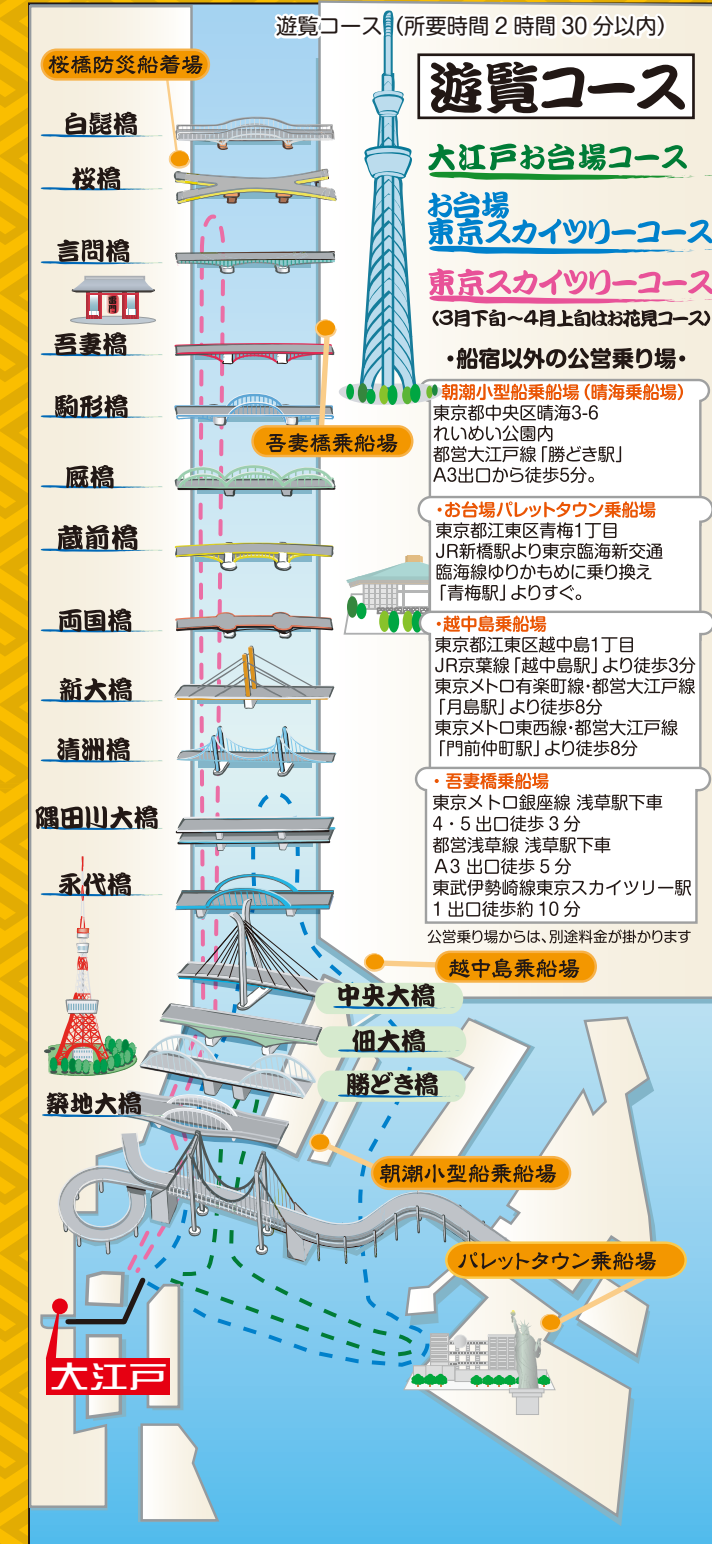 遊覧コース（所要時間２時間 30 分以内）
遊覧コース
大江戸お台場コース
お台場
東京スカイツリーコース
東京スカイツリーコース
〈3月下旬～4月上旬はお花見コース〉
・船宿以外の公営乗り場・
・朝潮小型船乗船場（晴海乗船場）
東京都中央区晴海3-6
れいめい公園内
都営大江戸線「勝どき駅」
A3出口から徒歩5分。
・お台場パレットタウン乗船場
東京都江東区青梅1丁目
JR新橋駅より東京臨海新交通
臨海線ゆりかもめに乗り換え
「青梅駅」よりすぐ。
・越中島乗船場
東京都江東区越中島1丁目
JR京葉線「越中島駅」より徒歩3分
東京メトロ有楽町線・都営大江戸線
「月島駅」より徒歩8分
東京メトロ東西線・都営大江戸線
「門前仲町駅」より徒歩8分
・吾妻橋乗船場
東京メトロ銀座線 浅草駅下車
4・5 出口徒歩 3 分
都営浅草線 浅草駅下車
A3 出口徒歩 5 分
東武伊勢崎線東京スカイツリー駅
1 出口徒歩約 10 分
公営乗り場からは、別途料金が掛かります
桜橋防災船着場
白髭橋
桜橋
言問橋
吾妻橋
駒形橋
吾妻橋乗船場
厩橋
蔵前橋
両国橋
新大橋
清洲橋
隅田川大橋
永代橋
越中島乗船場
中央大橋
佃大橋
勝どき橋
築地大橋
朝潮小型船乗船場
パレットタウン乗船場
大江戸